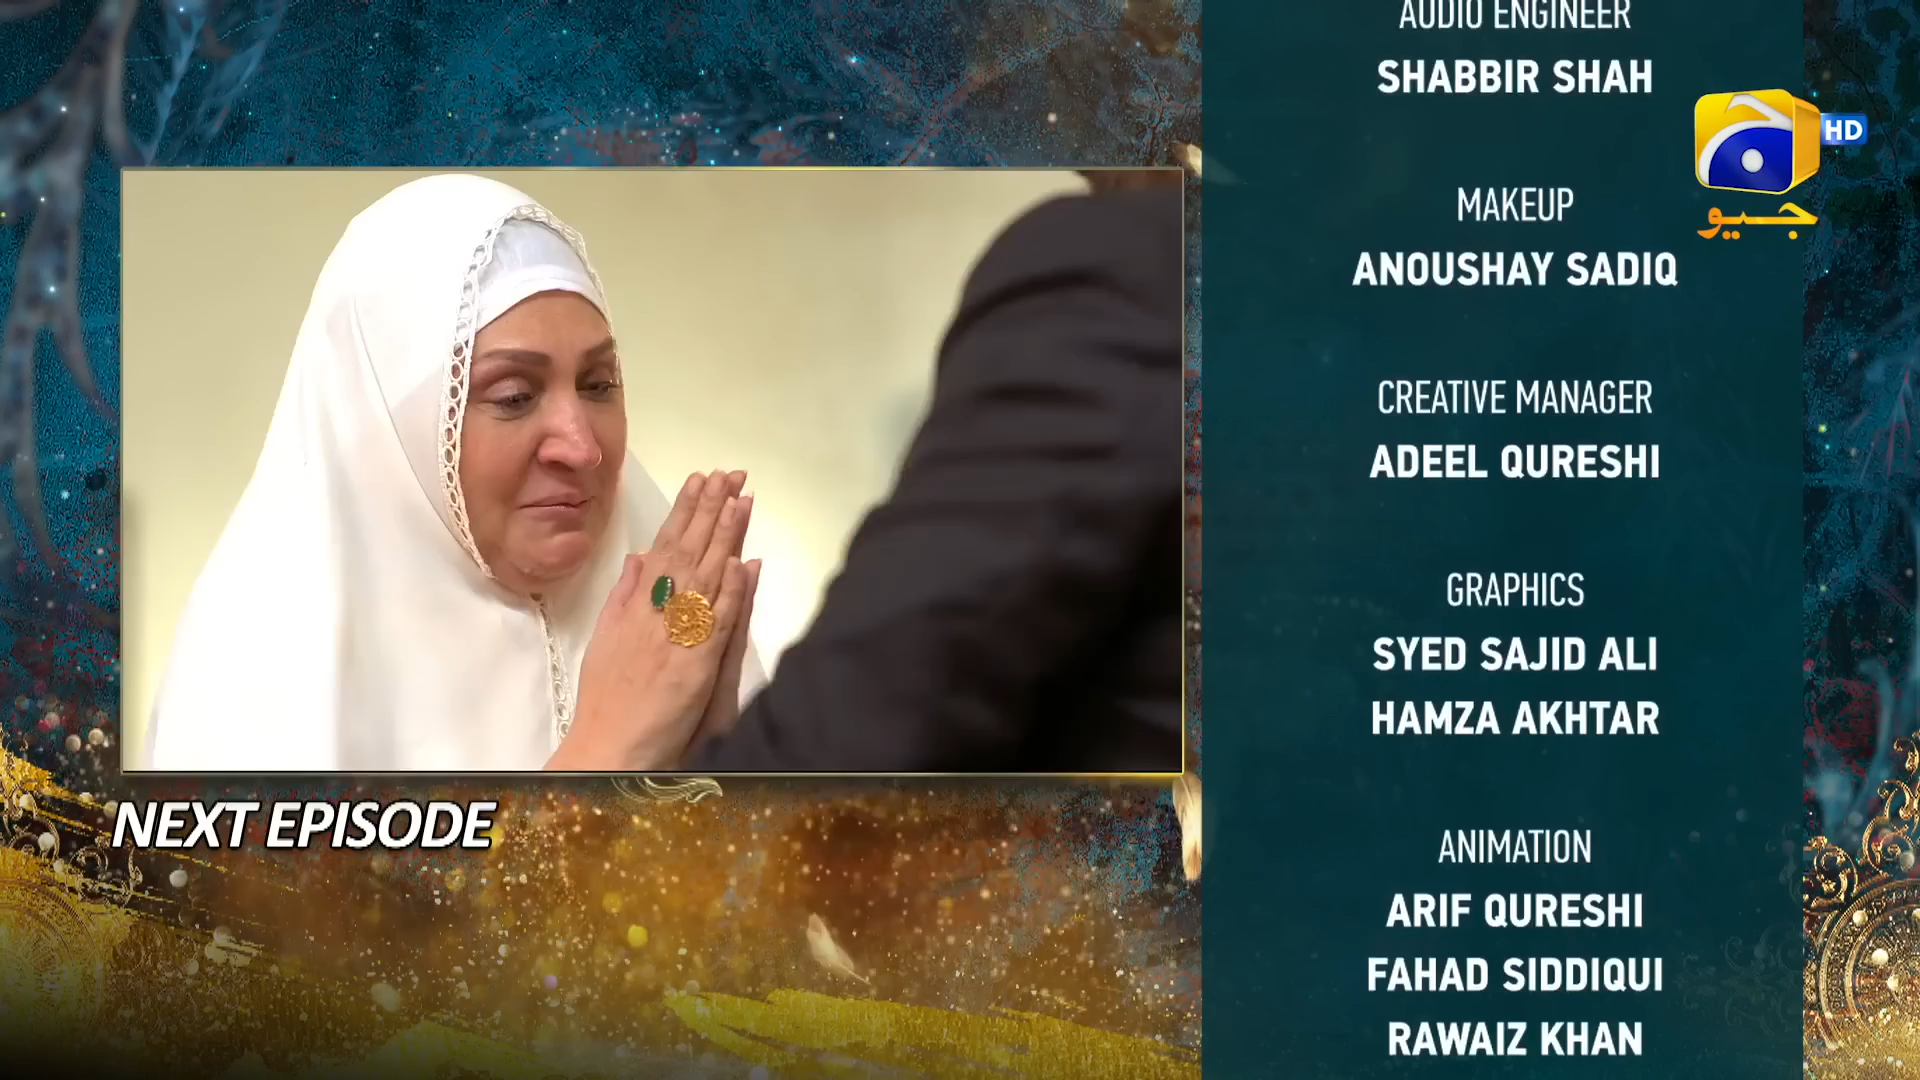 NEXT EPISODE
AUDIO ENGINEER
SHABBIR SHAH
HD
جیو
MAKEUP
ANOUSHAY SADIQ
CREATIVE MANAGER
ADEEL QURESHI
GRAPHICS
SYED SAJID ALI
HAMZA AKHTAR
ANIMATION
ARIF QURESHI
FAHAD SIDDIQUI
RAWAIZ KHAN